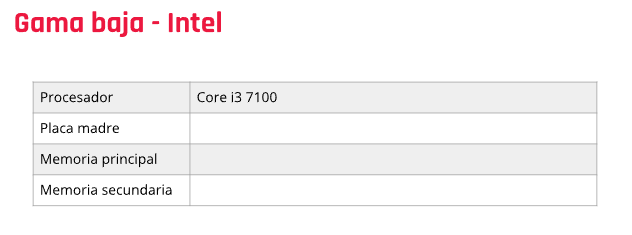 Gama baja - Intel
Procesador Core i3 7100
Placa madre
Memoria principal
Memoria secundaria